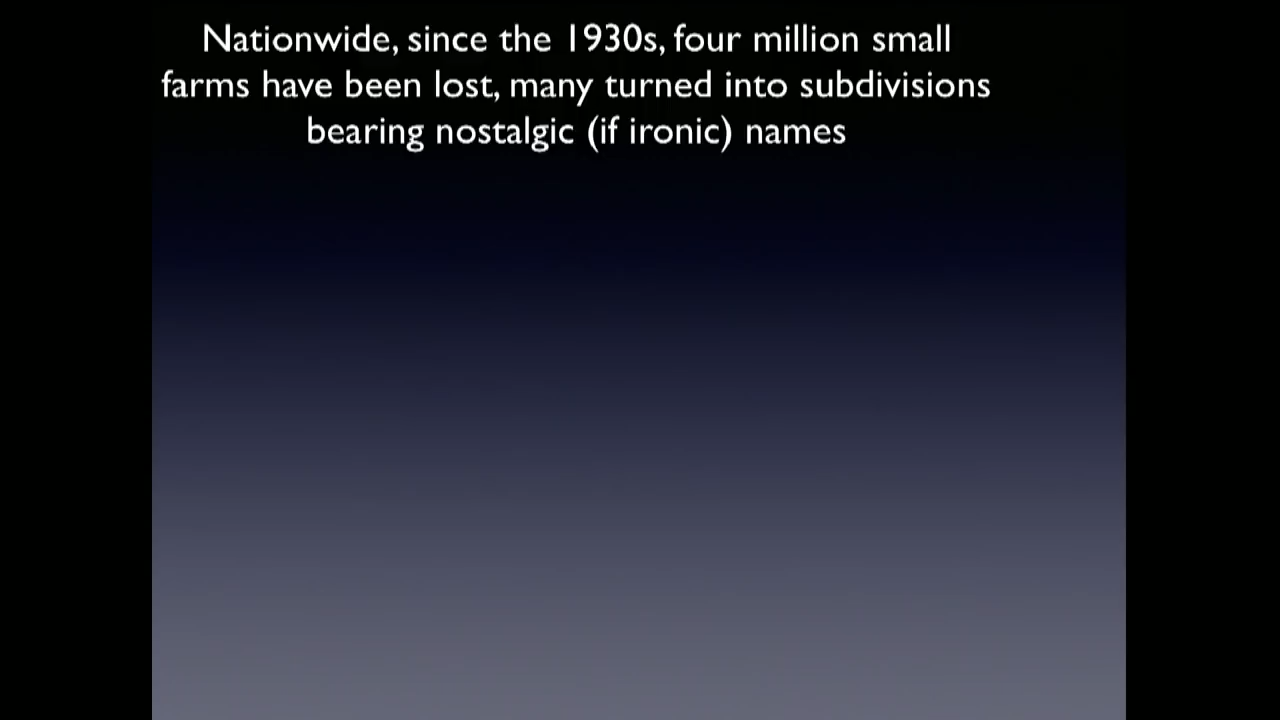 Nationwide, since the 1930s, four million small
farms have been lost, many turned into subdivisions
bearing nostalgic (if ironic) names